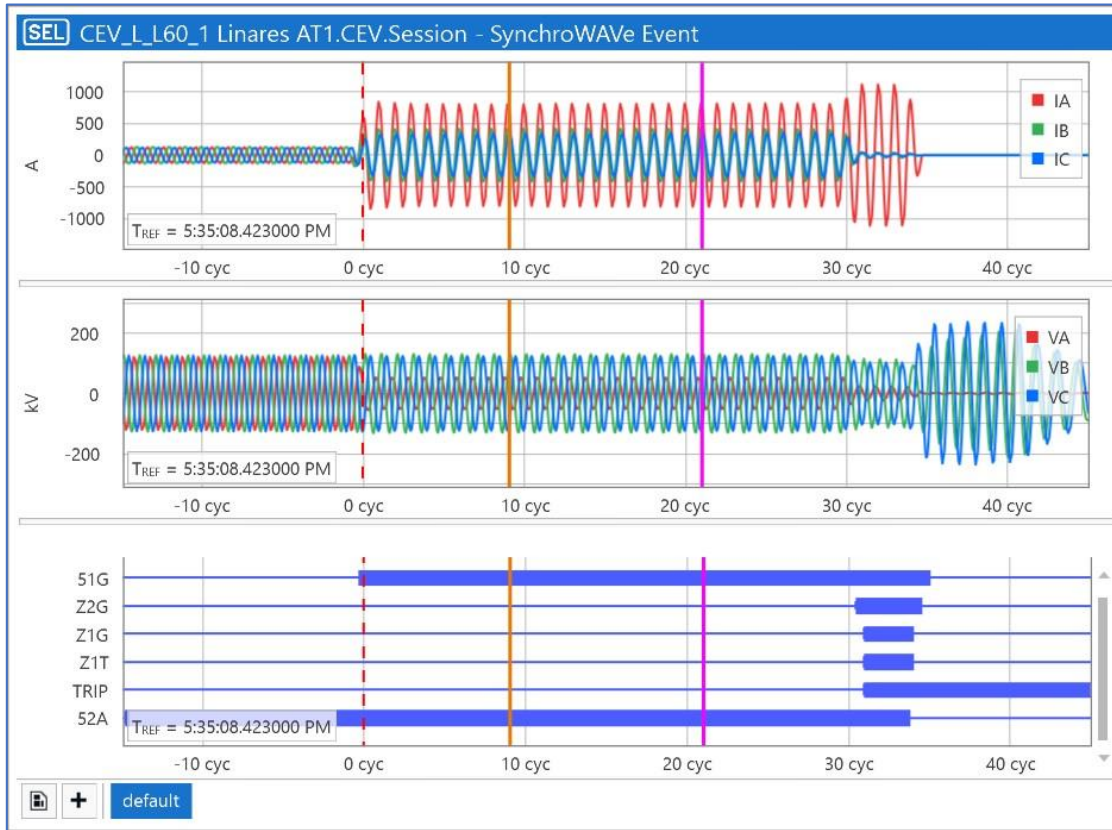 SEL CEV_L_L60_1 Linares AT1.CEV.Session - SynchroWAVe Event
1000
500
0
-500
-1000
A
IA
IB
IC
TREF = 5:35:08.423000 PM
-10 cyc 0 cyc 10 cyc 20 cyc 30 cyc 40 cyc
200
0
-200
kV
VA
VB
VC
TREF = 5:35:08.423000 PM
-10 cyc 0 cyc 10 cyc 20 cyc 30 cyc 40 cyc
51G
Z2G
Z1G
Z1T
TRIP
52A
TREF = 5:35:08.423000 PM
-10 cyc 0 cyc 10 cyc 20 cyc 30 cyc 40 cyc
default